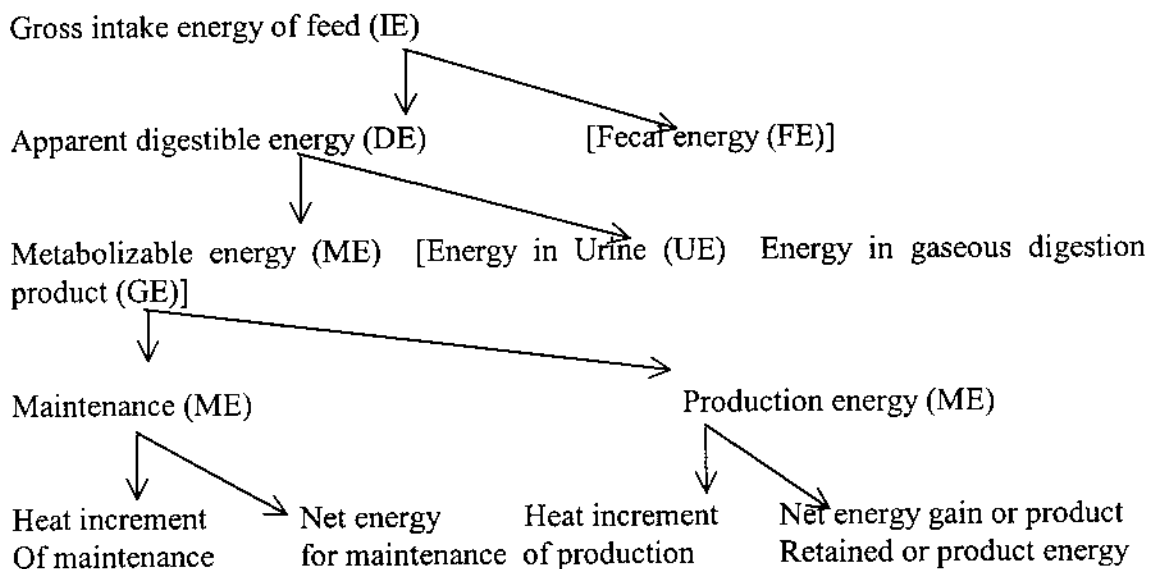 Gross intake energy of feed (IE)
Apparent digestible energy (DE) [Fecal energy (FE)]
Metabolizable energy (ME) [Energy in Urine (UE) Energy in gaseous digestion
product (GE)]
Maintenance (ME) Production energy (ME)
Heat increment Net energy Heat increment Net energy gain or product
Of maintenance for maintenance of production Retained or product energy